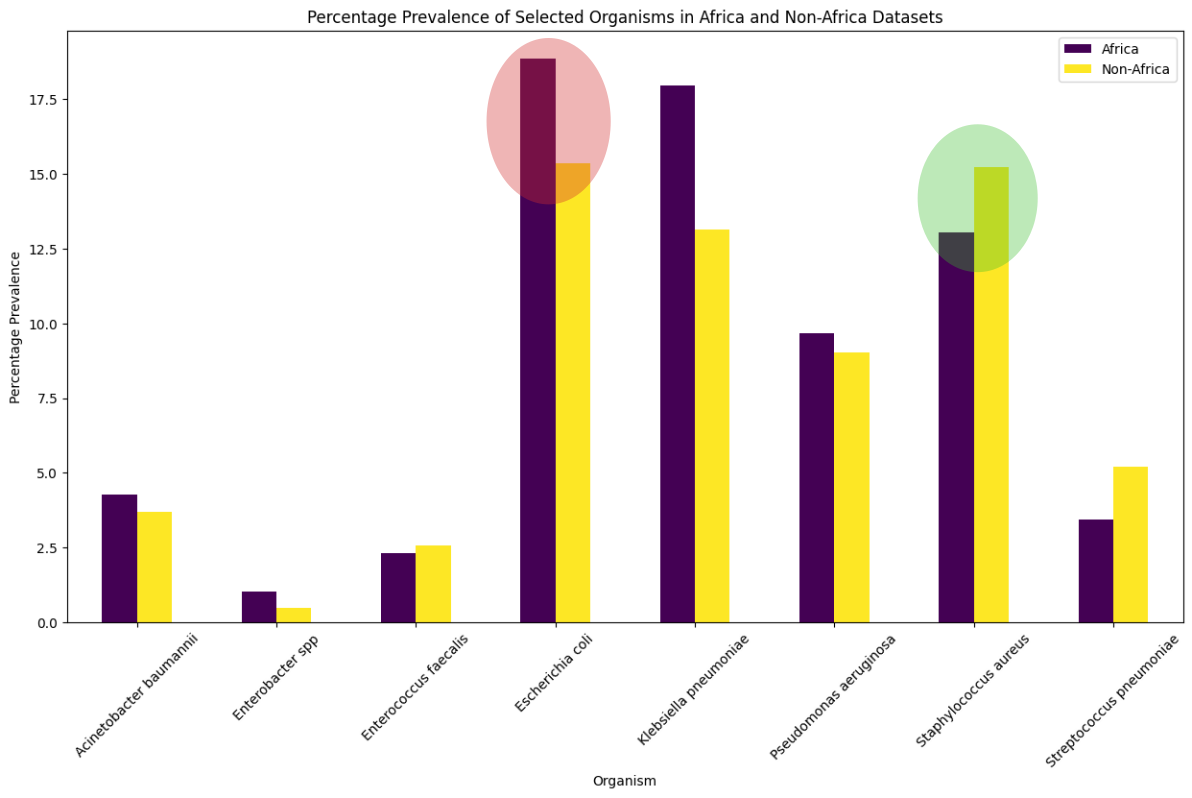 Percentage Prevalence of Selected Organisms in Africa and Non-Africa Datasets
Africa
Non-Africa
Percentage Prevalence
17.5
15.0
12.5
10.0
7.5
5.0
2.5
0.0
Acinetobacter baumannii
Enterobacter spp
Enterococcus faecalis
Escherichia coli
Klebsiella pneumoniae
Pseudomonas aeruginosa
Staphylococcus aureus
Streptococcus pneumoniae
Organism